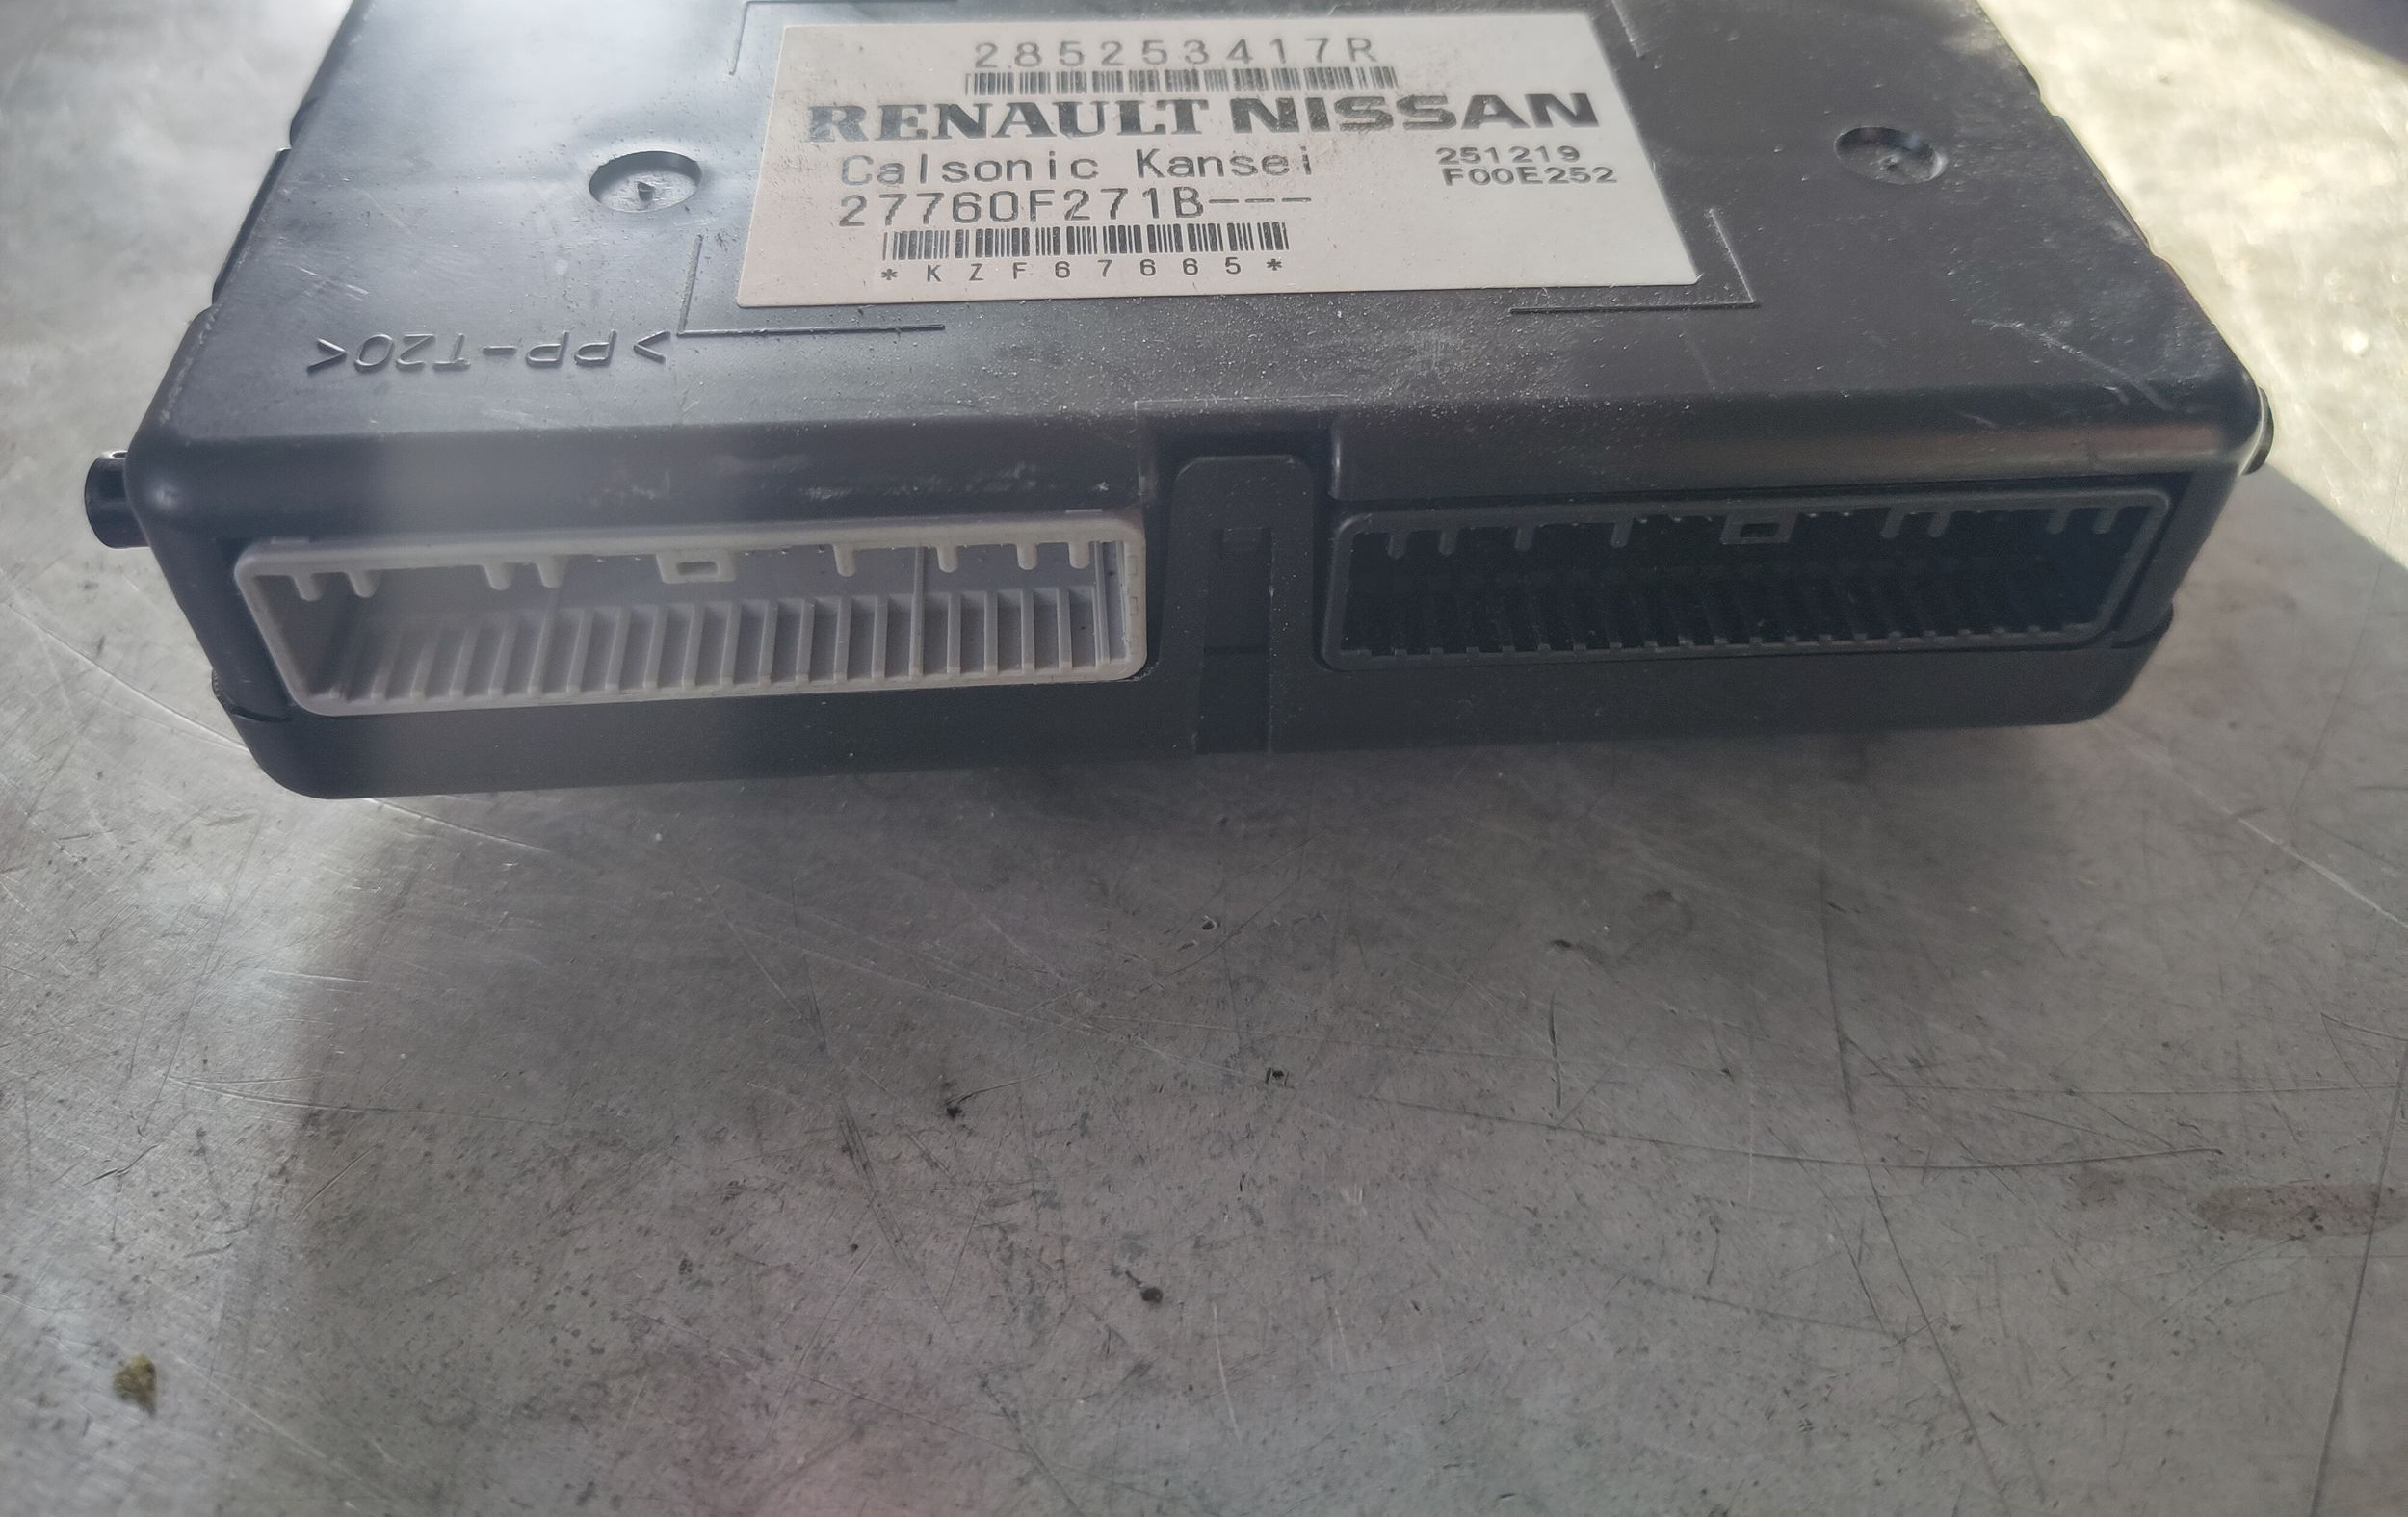 285253417R
RENAULT NISSAN
Calsonic Kansei
251219
F00E252
27760F271B---
*KZF67665*
>PP-T20<